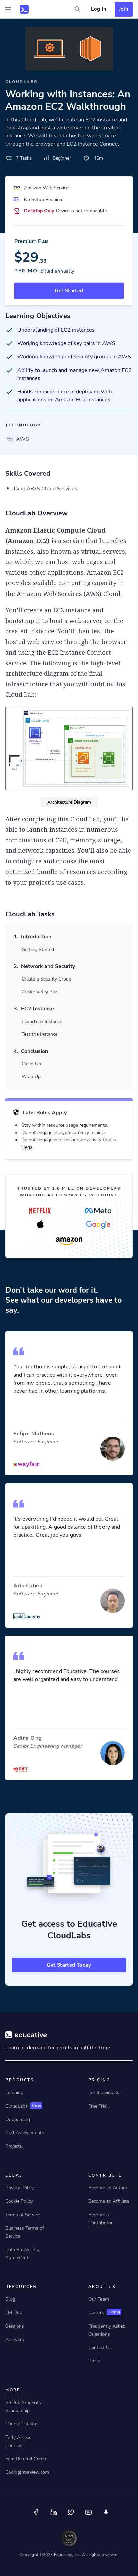 Log In
Join
CLOUDLABS
Working with Instances: An
Amazon EC2 Walkthrough
In this Cloud Lab, we'll create an EC2 instance and
bootstrap and host a web server on the created
instance. We will then test the web server through
the web browser and Instance Connect.
7 Tasks
Beginner
45m
Amazon Web Services
No Setup Required
Desktop Only Device is not compatible.
Premium Plus
$29.33
PER MO, billed annually
Get Started
Learning Objectives
Understanding of EC2 instances
Working knowledge of key pairs in AWS
Working knowledge of security groups in AWS
Ability to launch and manage new Amazon EC2
instances
Hands-on experience in deploying web
applications on Amazon EC2 instances
TECHNOLOGY
AWS
Skills Covered
Using AWS Cloud Services
CloudLab Overview
Amazon Elastic Compute Cloud
(Amazon EC2) is a service that launches
servers, also known as virtual machines, on
which we can host our applications. It
provides scalable computing capacity in
the Amazon Web Services (AWS) Cloud.
You'll create an EC2 instance and
bootstrap it to host a web server on the
created instance. You'll then test the web
server through the web browser and
connect to it using EC2 Instance Connect
service. The following is the high-level
architecture diagram of the final
infrastructure that is provisioned in this
Cloud Lab:
Architecture Diagram
After completing this Cloud Lab, you'll be
able to launch instances in various
combinations of CPU, memory, storage,
and network capacities. You'll also be able
to configure and choose the most
optimized bundle of resources according
to your project's use cases.
CloudLab Tasks
1. Introduction
Getting Started
2. Network and Security
Create a Security Group
Create a Key Pair
3. EC2 Instance
Launch an Instance
Test the Instance
4. Conclusion
Clean Up
Wrap Up
Labs Rules Apply
Stay within resource usage requirements.
Do not engage in cryptocurrency mining.
Do not engage in or encourage activity that is
illegal.
TRUSTED BY 1.4 MILLION DEVELOPERS
WORKING AT COMPANIES INCLUDING
NETFLIX
Meta
Google
amazon
Don't take our word for it.
See what our developers have to
say.
Your method is simple, straight to the point
and I can practice with it everywhere, even
from my phone, that's something I have
never had in other learning platforms.
Felipe Matheus
Software Engineer
wayfair
It's everything I'd hoped it would be. Great
for up-skilling. A good balance of theory and
practice. Great job you guys
Arik Cohen
Software Engineer
codecademy
I highly recommend Educative. The courses
are well organized and easy to understand.
Adina Ong
Senior Engineering Manager
Get access to Educative
CloudLabs
Get Started Today
educative
Learn in-demand tech skills in half the time
PRODUCTS
Learning
CloudLabs New
Onboarding
Skill Assessments
Projects
PRICING
For Individuals
Free Trial
LEGAL
Privacy Policy
Cookie Policy
Terms of Service
Business Terms of
Service
Data Processing
Agreement
CONTRIBUTE
Become an Author
Become an Affiliate
Become a
Contributor
RESOURCES
Blog
EM Hub
Sessions
Answers
ABOUT US
Our Team
Careers Hiring
Frequently Asked
Questions
Contact Us
Press
MORE
GitHub Students
Scholarship
Course Catalog
Early Access
Courses
Earn Referral Credits
CodingInterview.com
Copyright ©2023 Educative, Inc. All rights reserved.